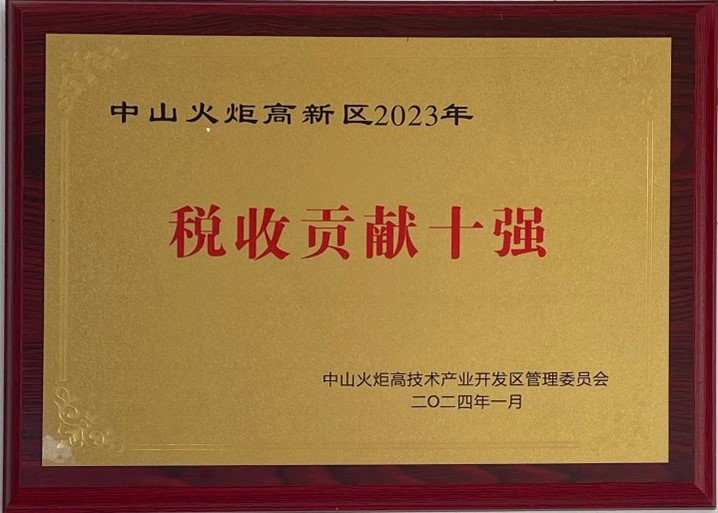 中山火炬高新区2023年
税收贡献十强
中山火炬高技术产业开发区管理委员会
二〇二四年一月